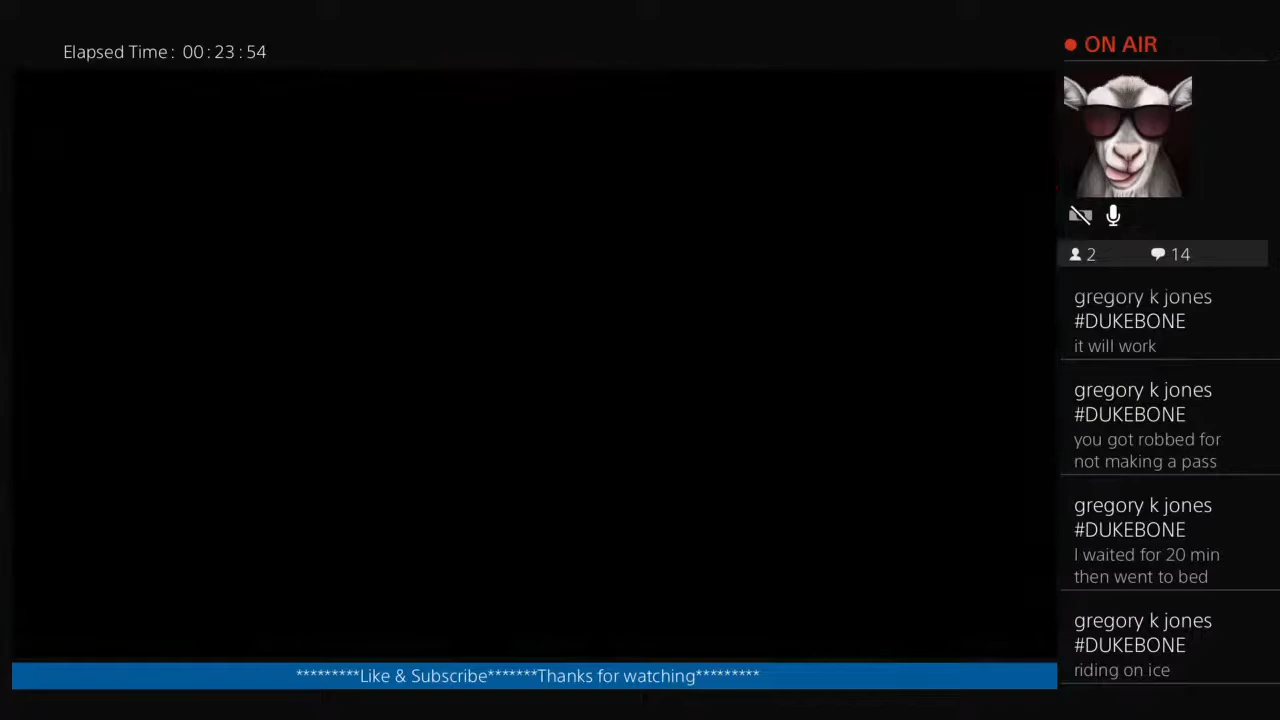 Elapsed Time: 00:23:54
ON AIR
2 14
gregory k jones
#DUKEBONE
it will work
gregory k jones
#DUKEBONE
you got robbed for
not making a pass
gregory k jones
#DUKEBONE
I waited for 20 min
then went to bed
gregory k jones
#DUKEBONE
riding on ice
*********Like & Subscribe*******Thanks for watching*********